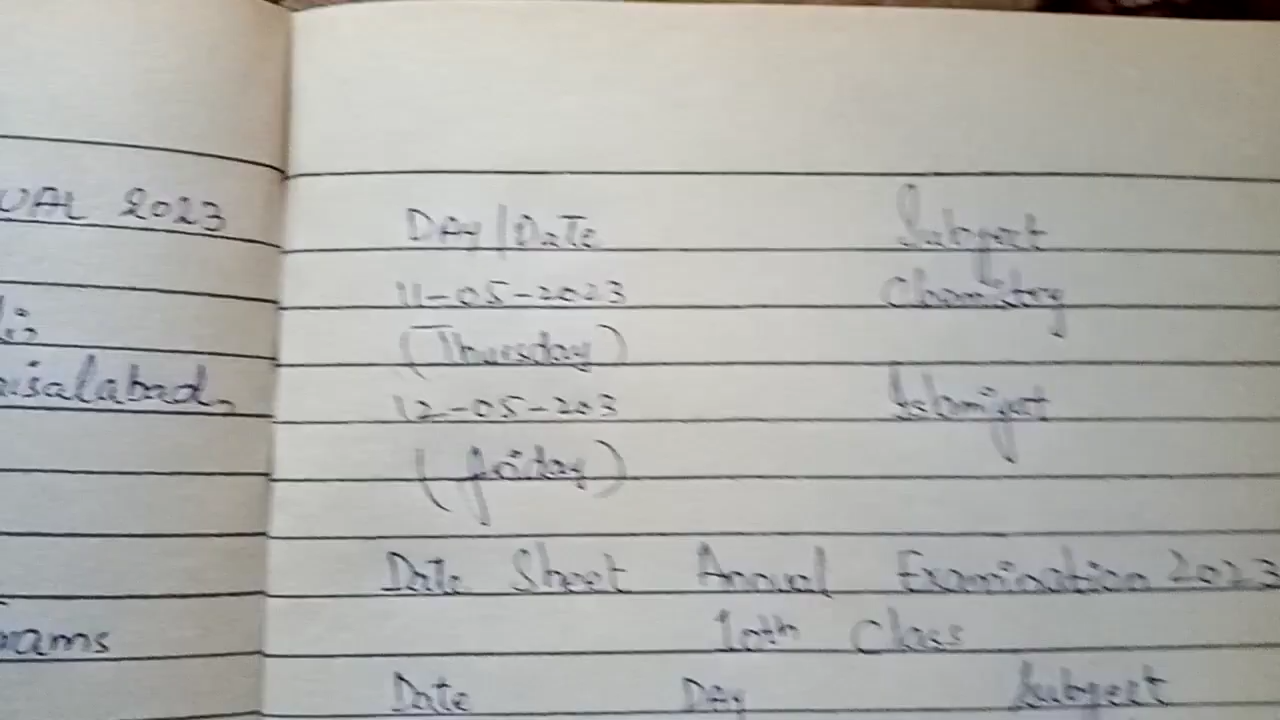 UAL 2023
isalabad,
ams
Day/Date Subject
11-05-2023 Chemistry
(Thursday)
12-05-203
(friday)
Date Sheet Annual Examination 2023
10th Class
Date Day Subject